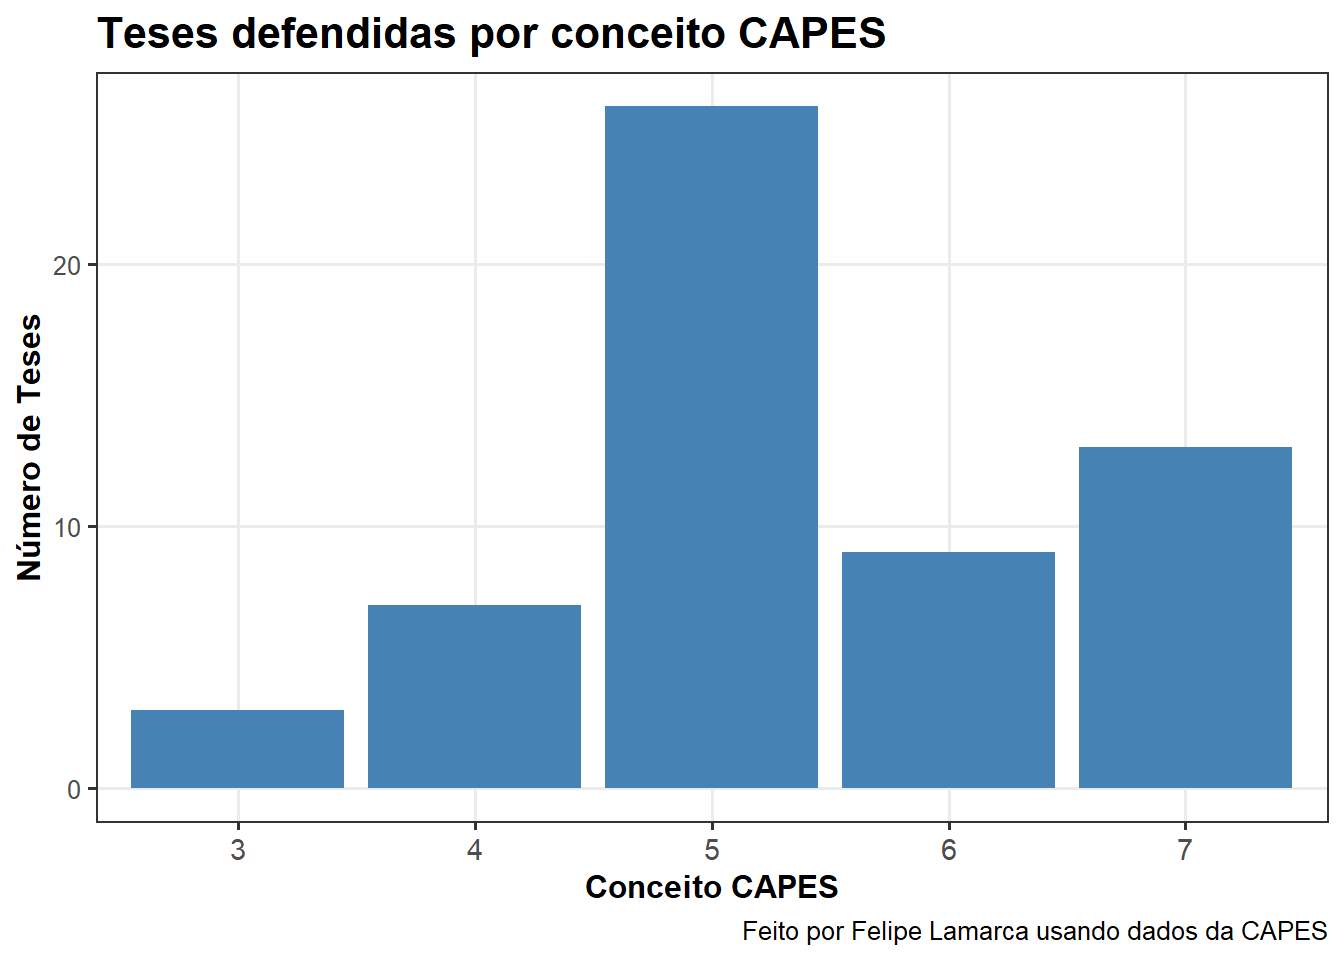 Teses defendidas por conceito CAPES
Número de Teses
20
10
0
3 4 5 6 7
Conceito CAPES
Feito por Felipe Lamarca usando dados da CAPES